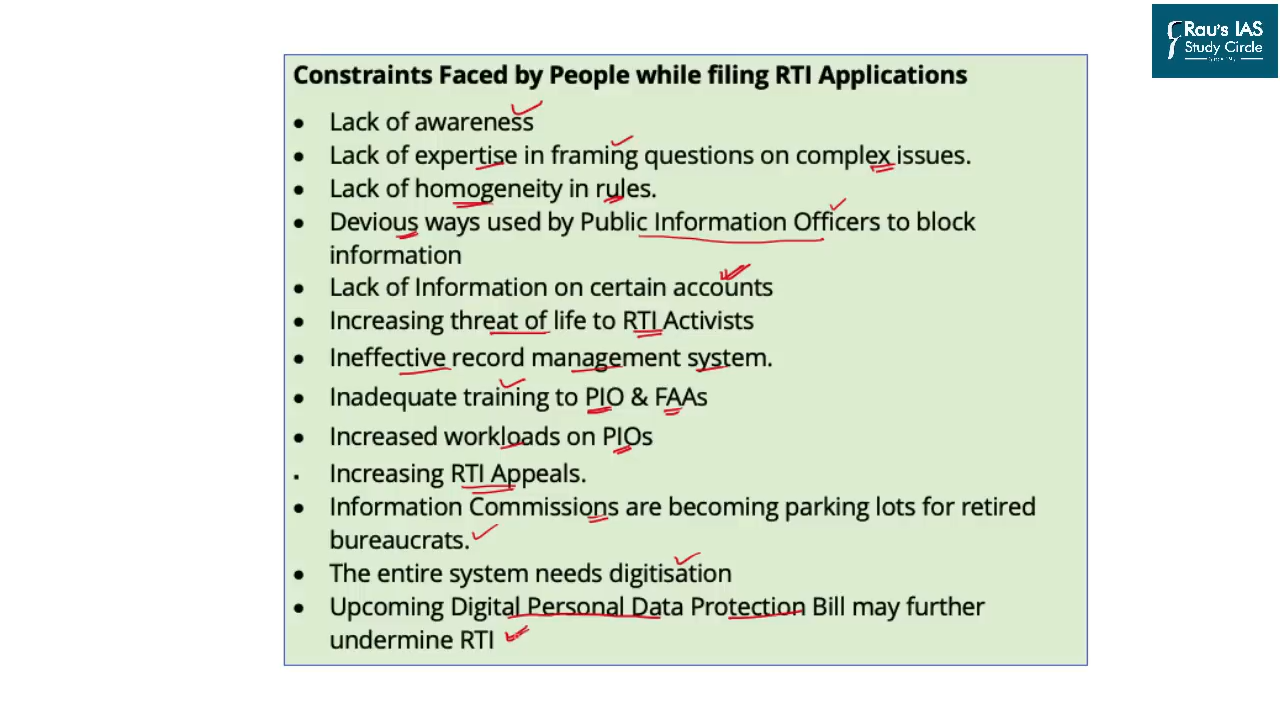 Rau's IAS
Study Circle
Constraints Faced by People while filing RTI Applications
• Lack of awareness
• Lack of expertise in framing questions on complex issues.
• Lack of homogeneity in rules.
• Devious ways used by Public Information Officers to block
information
• Lack of Information on certain accounts
• Increasing threat of life to RTI Activists
• Ineffective record management system.
• Inadequate training to PIO & FAAs
• Increased workloads on PIOs
• Increasing RTI Appeals.
• Information Commissions are becoming parking lots for retired
bureaucrats.
• The entire system needs digitisation
• Upcoming Digital Personal Data Protection Bill may further
undermine RTI